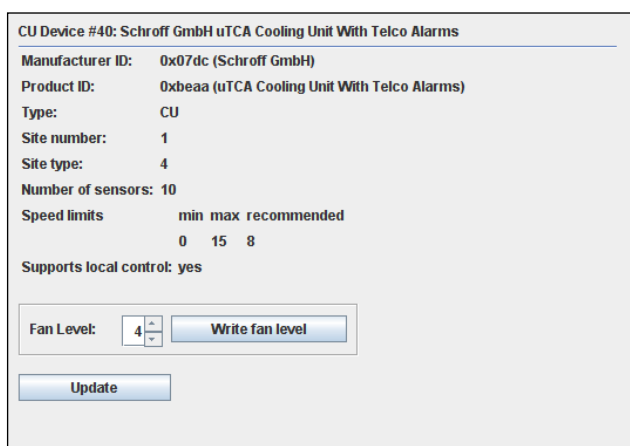 CU Device #40: Schroff GmbH uTCA Cooling Unit With Telco Alarms
Manufacturer ID: 0x07dc (Schroff GmbH)
Product ID: 0xbeaa (uTCA Cooling Unit With Telco Alarms)
Type: CU
Site number: 1
Site type: 4
Number of sensors: 10
Speed limits min max recommended
0 15 8
Supports local control: yes
Fan Level: 4 Write fan level
Update